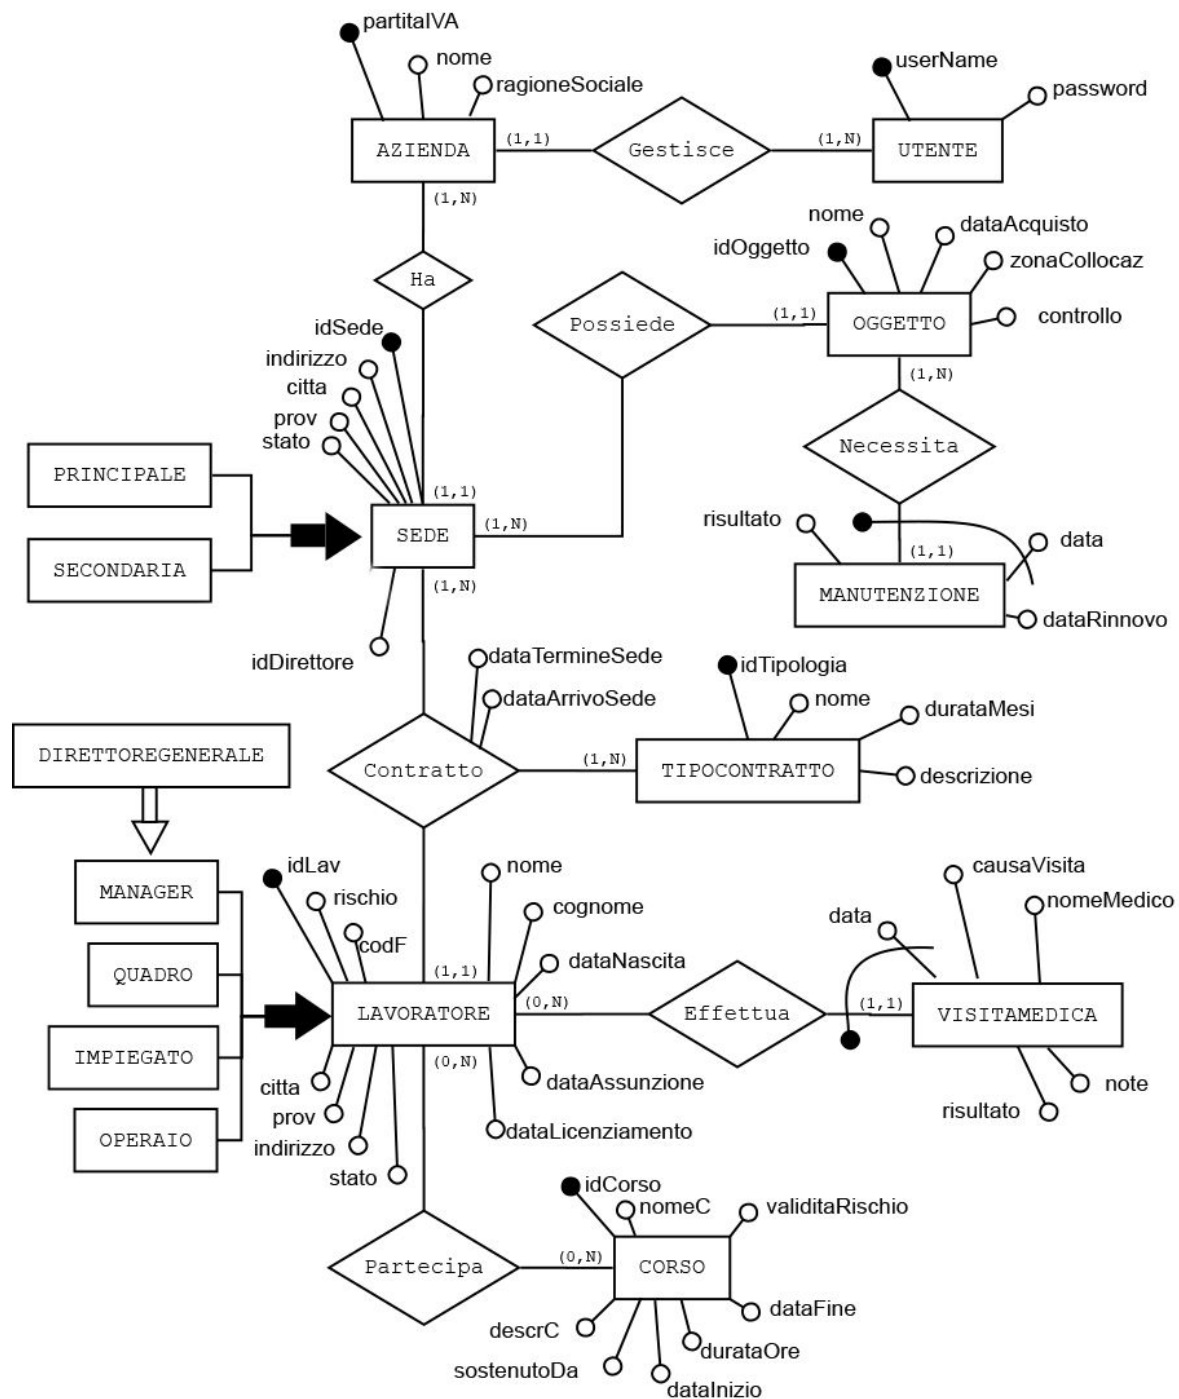 partitaIVA
nome
ragioneSociale
userName
password
AZIENDA
(1,1)
Gestisce
(1,N)
UTENTE
(1,N)
nome
dataAcquisto
idOggetto
zonaCollocaz
Ha
Possiede
(1,1)
OGGETTO
controllo
idSede
indirizzo
citta
prov
stato
(1,N)
Necessita
PRINCIPALE
(1,1)
SEDE
(1,N)
risultato
data
(1,1)
SECONDARIA
(1,N)
MANUTENZIONE
dataRinnovo
idDirettore
dataTermineSede
dataArrivoSede
idTipologia
nome
durataMesi
DIRETTOREGENERALE
Contratto
(1,N)
TIPOCONTRATTO
descrizione
idLav
rischio
codF
nome
cognome
dataNascita
causaVisita
nomeMedico
data
MANAGER
QUADRO
(1,1)
LAVORATORE
(0,N)
Effettua
(1,1)
VISITAMEDICA
IMPIEGATO
(0,N)
citta
prov
indirizzo
stato
dataAssunzione
dataLicenziamento
risultato
note
OPERAIO
idCorso
nomeC
validitaRischio
Partecipa
(0,N)
CORSO
descrC
sostenutoDa
dataInizio
durataOre
dataFine